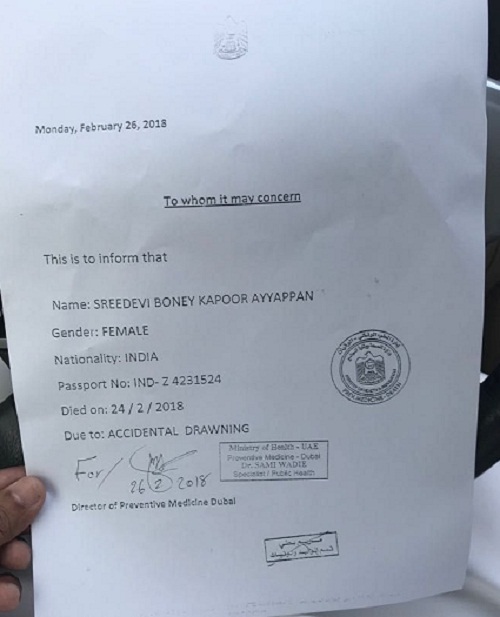 Monday, February 26, 2018
To whom it may concern
This is to inform that
Name: SREEDEVI BONEY KAPOOR AYYAPPAN
Gender: FEMALE
Nationality: INDIA
Passport No: IND- Z 4231524
Died on: 24 / 2 / 2018
Due to: ACCIDENTAL DRAWNING
For/
26 2 2018
Ministry of Health - UAE
Preventive Medicine - Dubai
Dr. SAMI WADIE
Specialist / Public Health
Director of Preventive Medicine Dubai